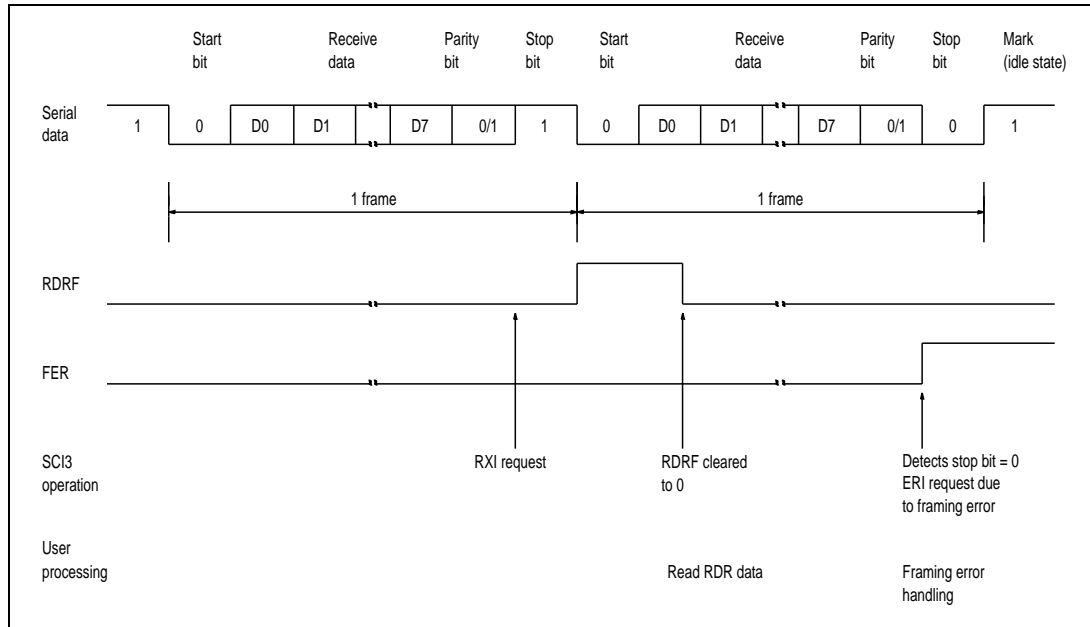 Start bit
Receive data
Parity bit
Stop bit
Start bit
Receive data
Parity bit
Stop bit
Mark (idle state)
Serial data
1 0 D0 D1 D7 0/1 1 0 D0 D1 D7 0/1 0 1
1 frame 1 frame
RDRF
FER
SCI3 operation
RXI request
RDRF cleared to 0
Detects stop bit = 0
ERI request due
to framing error
User processing
Read RDR data
Framing error handling